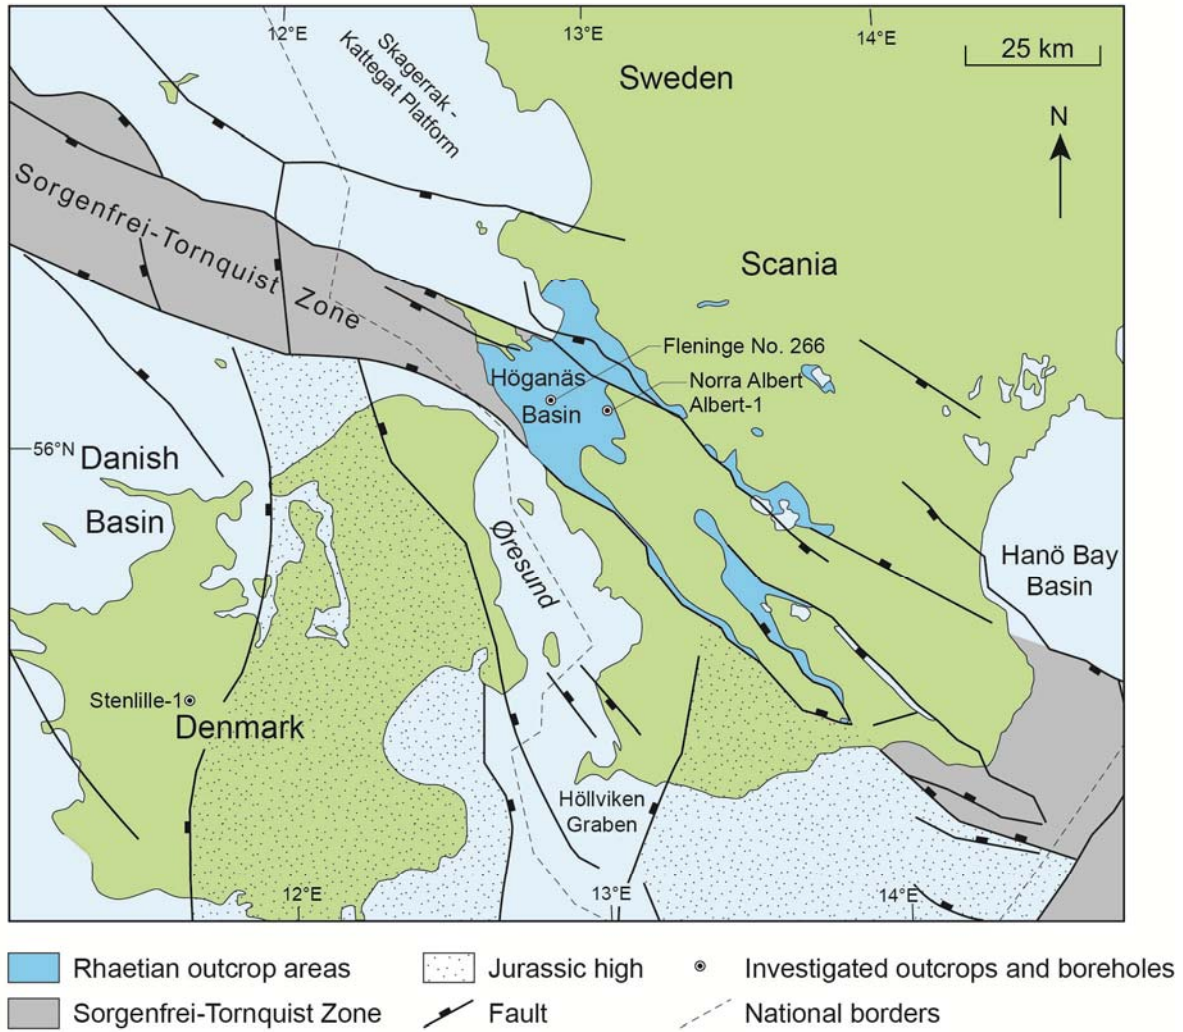 12°E
13°E
14°E
25 km
Skagerrak -
Kattegat Platform
Sweden
N
Sorgenfrei-Tornquist Zone
Scania
Fleninge No. 266
Höganäs
Basin
Norra Albert
Albert-1
56°N
Danish
Basin
Øresund
Hanö Bay
Basin
Stenlille-1
Denmark
Höllviken
Graben
12°E
13°E
14°E
Rhaetian outcrop areas
Jurassic high
Investigated outcrops and boreholes
Sorgenfrei-Tornquist Zone
Fault
National borders